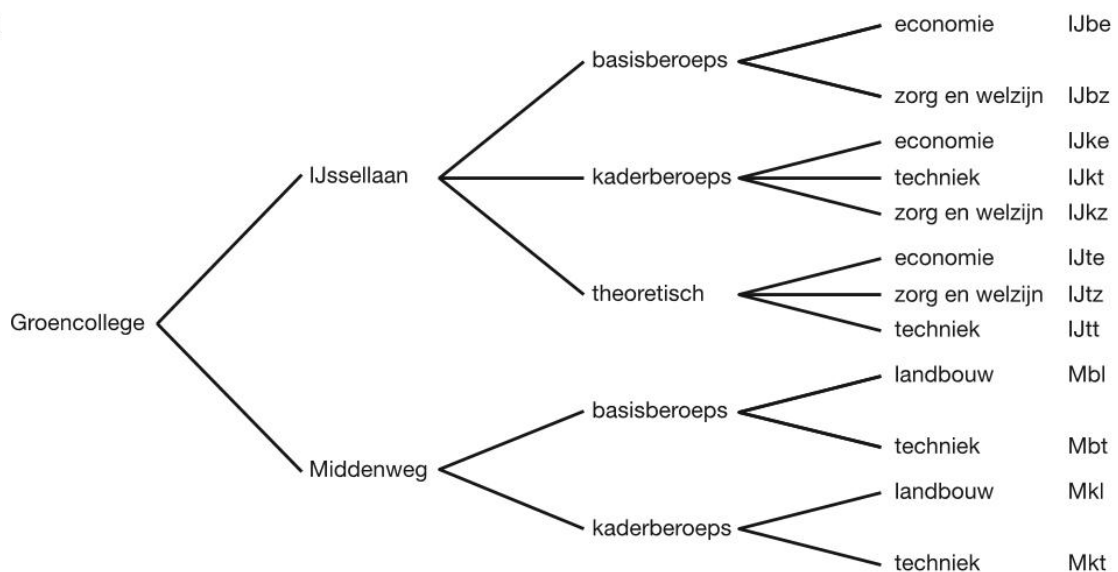 economie IJbe
basisberoeps
zorg en welzijn IJbz
economie IJke
IJssellaan kaderberoeps techniek IJkt
zorg en welzijn IJkz
economie IJte
theoretisch zorg en welzijn IJtz
Groencollege
techniek IJtt
landbouw Mbl
basisberoeps
techniek Mbt
Middenweg
landbouw Mkl
kaderberoeps
techniek Mkt